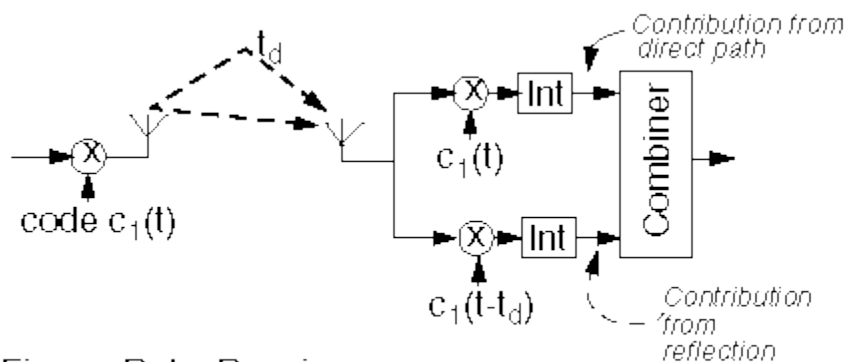 Contribution from
direct path
t_d
X
Int
Combiner
c_1(t)
X
code c_1(t)
X
Int
c_1(t-t_d)
Contribution
from
reflection